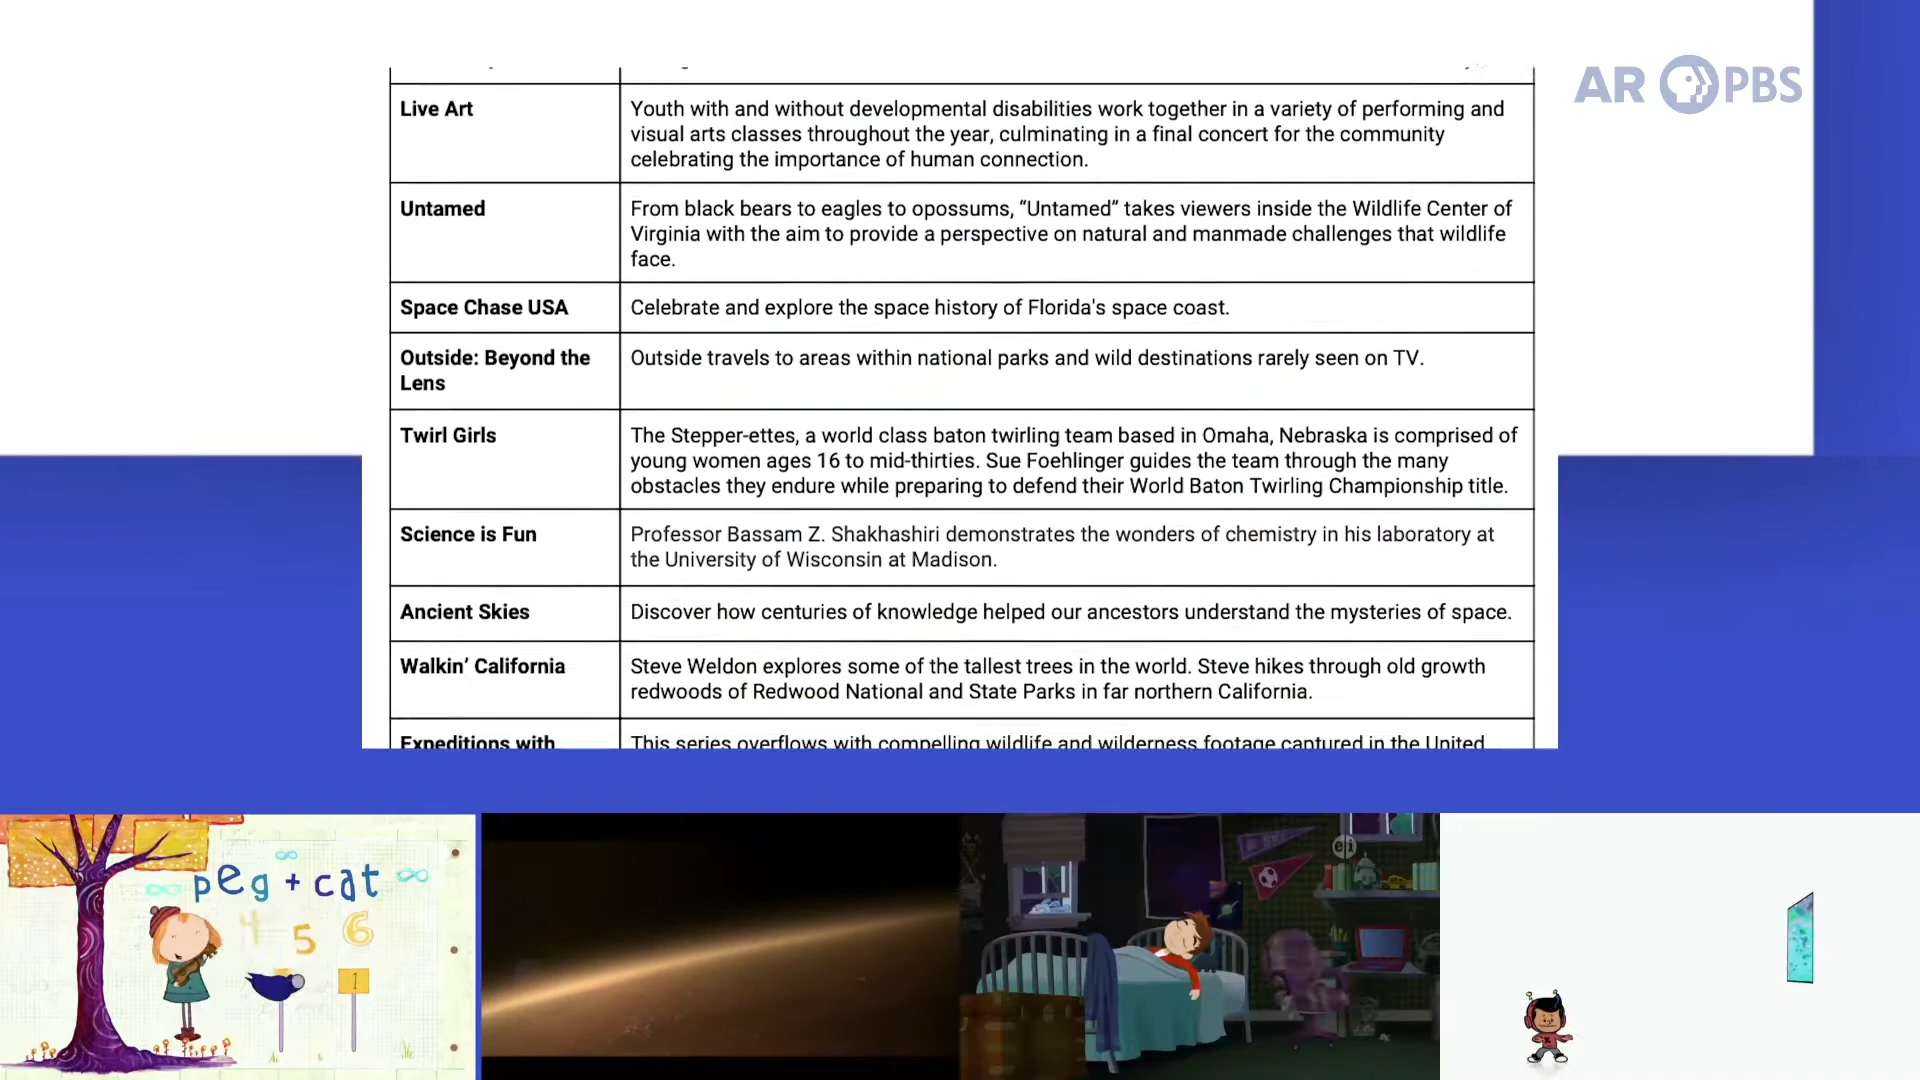 AR PBS
Live Art
Youth with and without developmental disabilities work together in a variety of performing and
visual arts classes throughout the year, culminating in a final concert for the community
celebrating the importance of human connection.
Untamed
From black bears to eagles to opossums, “Untamed” takes viewers inside the Wildlife Center of
Virginia with the aim to provide a perspective on natural and manmade challenges that wildlife
face.
Space Chase USA
Celebrate and explore the space history of Florida's space coast.
Outside: Beyond the
Lens
Outside travels to areas within national parks and wild destinations rarely seen on TV.
Twirl Girls
The Stepper-ettes, a world class baton twirling team based in Omaha, Nebraska is comprised of
young women ages 16 to mid-thirties. Sue Foehlinger guides the team through the many
obstacles they endure while preparing to defend their World Baton Twirling Championship title.
Science is Fun
Professor Bassam Z. Shakhashiri demonstrates the wonders of chemistry in his laboratory at
the University of Wisconsin at Madison.
Ancient Skies
Discover how centuries of knowledge helped our ancestors understand the mysteries of space.
Walkin’ California
Steve Weldon explores some of the tallest trees in the world. Steve hikes through old growth
redwoods of Redwood National and State Parks in far northern California.
Expeditions with
This series overflows with compelling wildlife and wilderness footage captured in the United
peg + cat
4 5 6
1
e/i